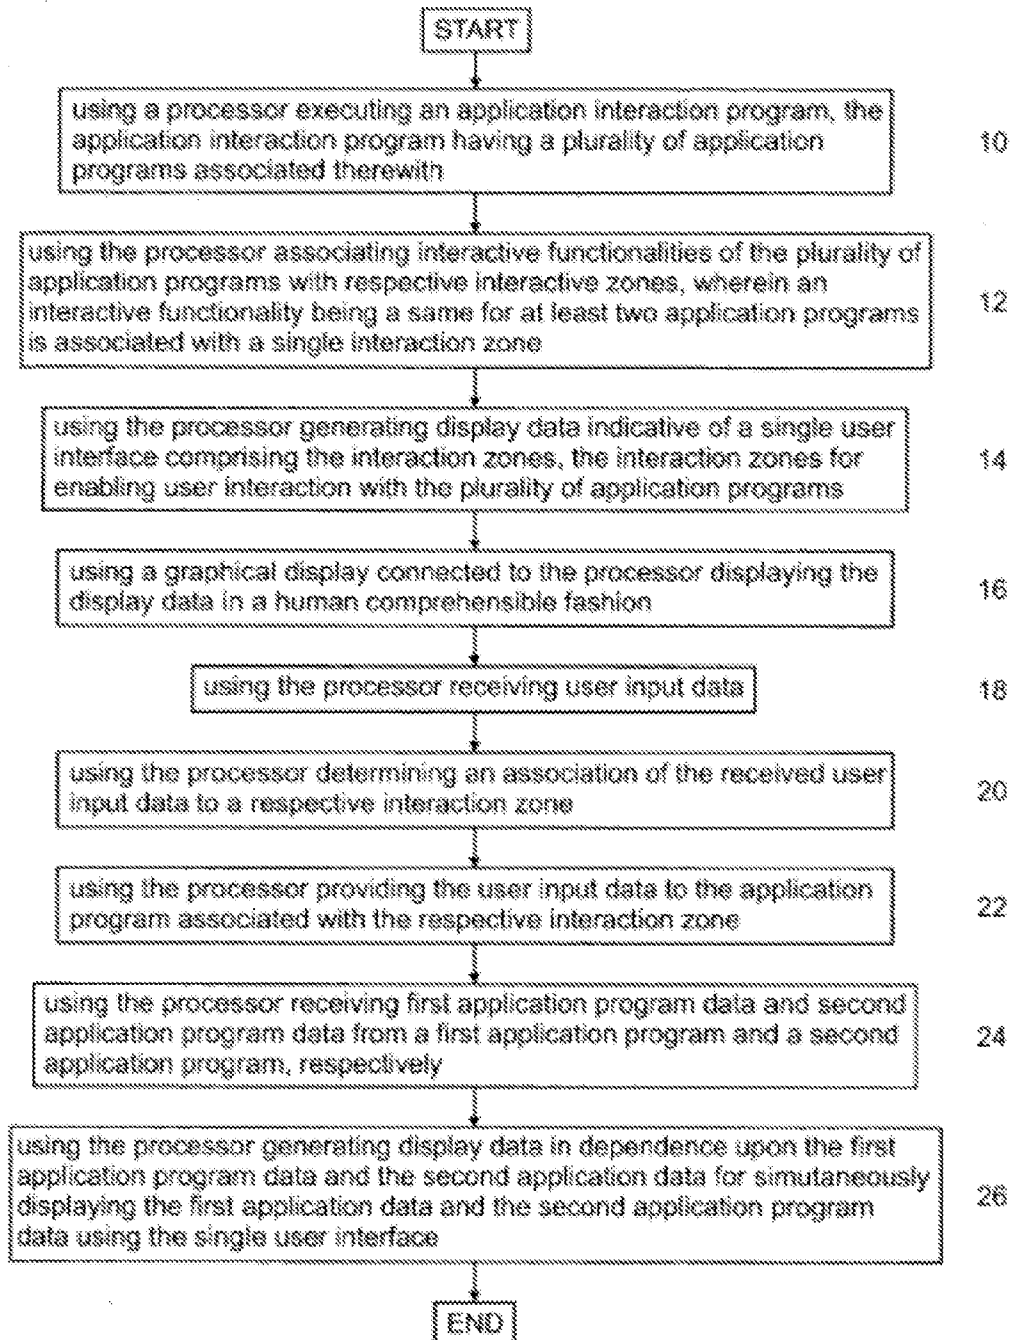 START
using a processor executing an application interaction program, the
application interaction program having a plurality of application
programs associated therewith
10
using the processor associating interactive functionalities of the plurality of
application programs with respective interactive zones, wherein an
interactive functionality being a same for at least two application programs
is associated with a single interaction zone
12
using the processor generating display data indicative of a single user
interface comprising the interaction zones, the interaction zones for
enabling user interaction with the plurality of application programs
14
using a graphical display connected to the processor displaying the
display data in a human comprehensible fashion
16
using the processor receiving user input data
18
using the processor determining an association of the received user
input data to a respective interaction zone
20
using the processor providing the user input data to the application
program associated with the respective interaction zone
22
using the processor receiving first application program data and second
application program data from a first application program and a second
application program, respectively
24
using the processor generating display data in dependence upon the first
application program data and the second application data for simutaneously
displaying the first application data and the second application program
data using the single user interface
26
END